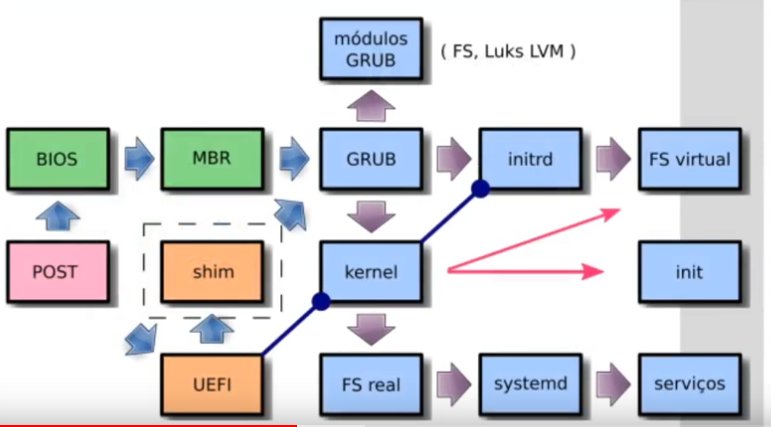 módulos
GRUB
( FS, Luks LVM )
BIOS
MBR
GRUB
initrd
FS virtual
POST
shim
kernel
init
UEFI
FS real
systemd
serviços